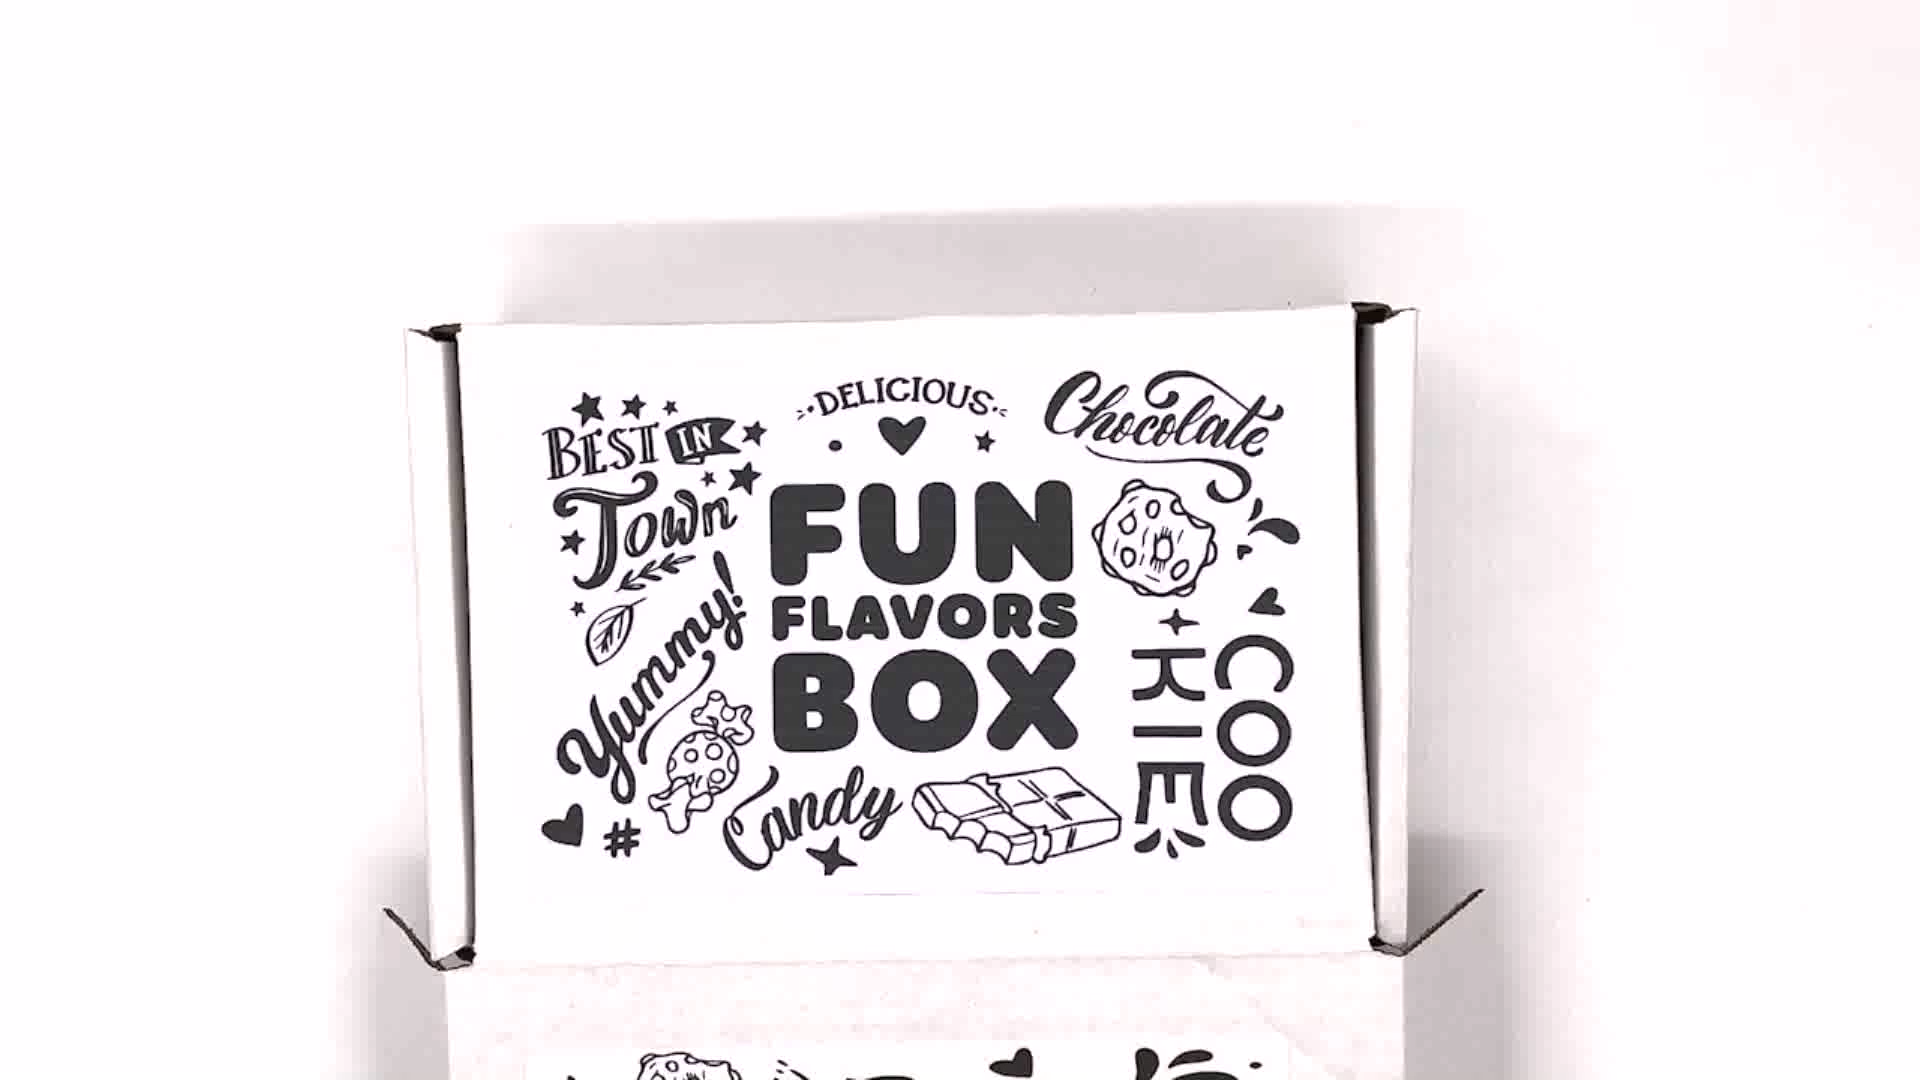 DELICIOUS
Chocolate
BEST IN
Town
FUN
FLAVORS
BOX
Yummy!
COO
KIE
Candy
#